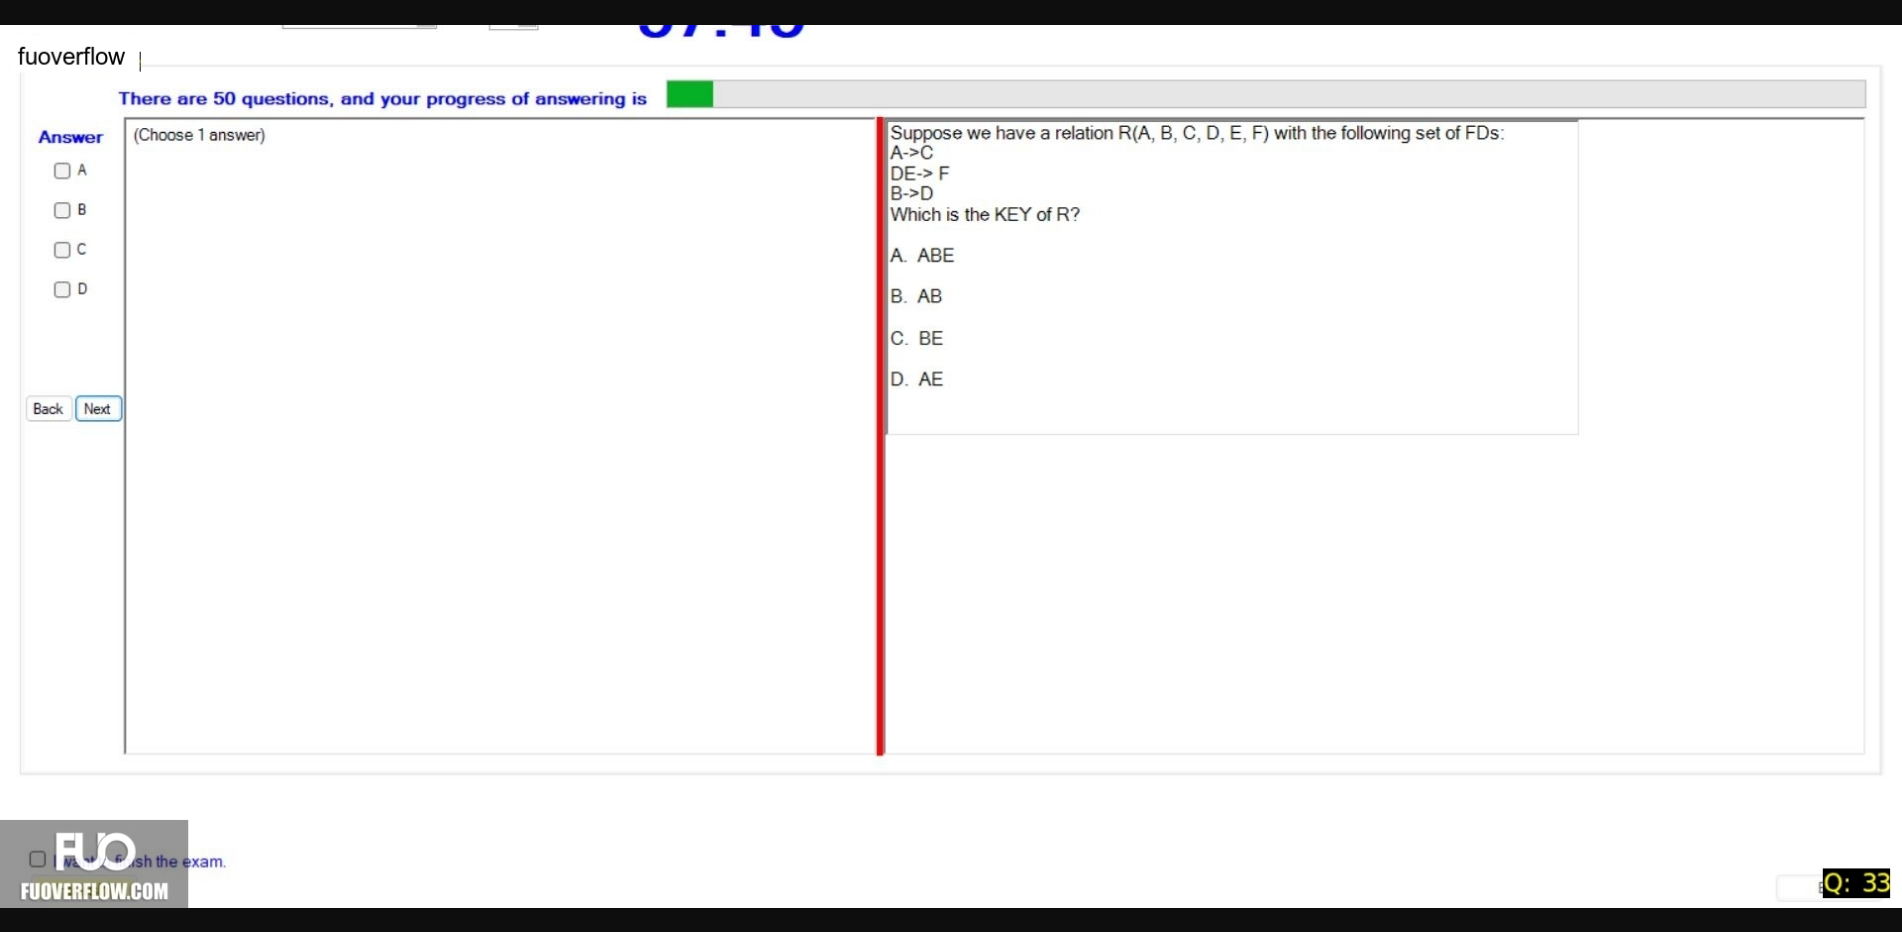 fuoverflow
There are 50 questions, and your progress of answering is
Answer
(Choose 1 answer)
A
B
C
D
Back
Next
Suppose we have a relation R(A, B, C, D, E, F) with the following set of FDs:
A->C
DE-> F
B->D
Which is the KEY of R?
A. ABE
B. AB
C. BE
D. AE
FUO
sh the exam.
FUOVERFLOW.COM
Q: 33